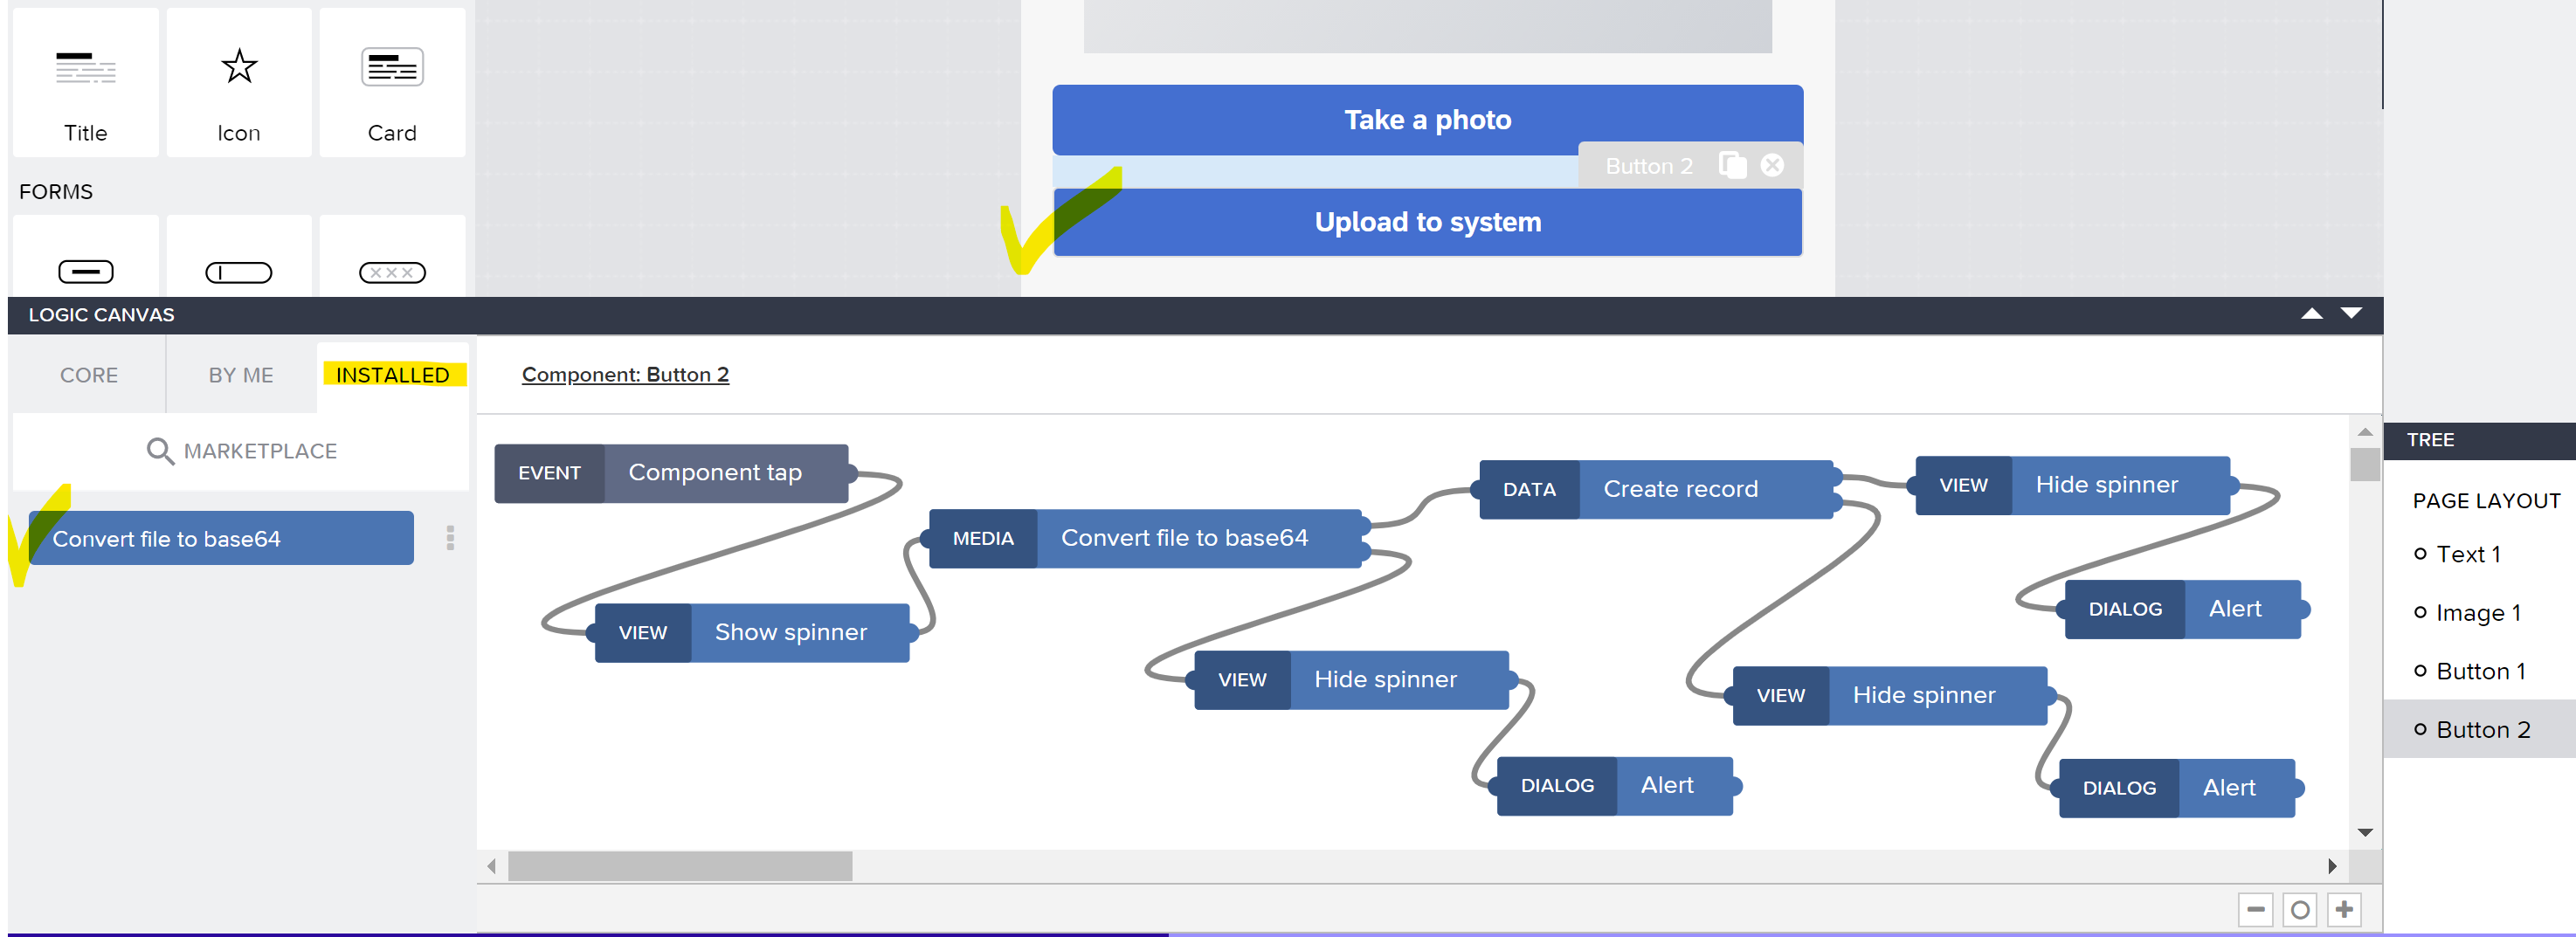 Title
Icon
Card
FORMS
Take a photo
Button 2
Upload to system
LOGIC CANVAS
CORE
BY ME
INSTALLED
MARKETPLACE
Convert file to base64
Component: Button 2
EVENT Component tap
MEDIA Convert file to base64
VIEW Show spinner
DATA Create record
VIEW Hide spinner
DIALOG Alert
VIEW Hide spinner
VIEW Hide spinner
DIALOG Alert
DIALOG Alert
TREE
PAGE LAYOUT
Text 1
Image 1
Button 1
Button 2